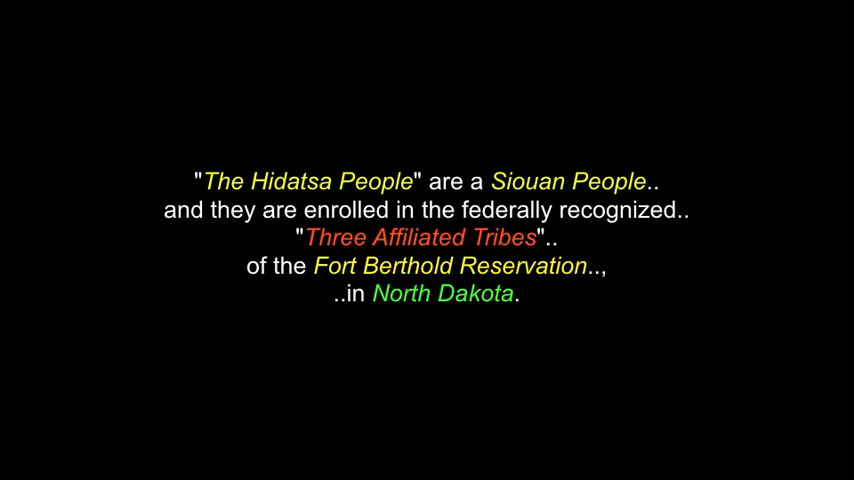 "The Hidatsa People" are a Siouan People..
and they are enrolled in the federally recognized..
"Three Affiliated Tribes"..
of the Fort Berthold Reservation..,
..in North Dakota.